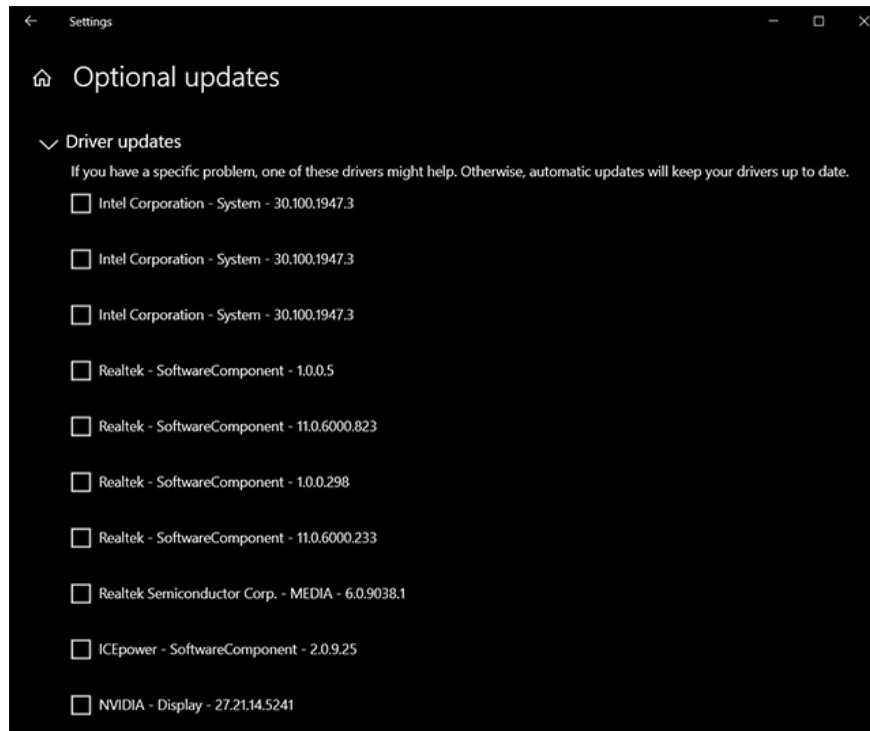 Settings
Optional updates
Driver updates
If you have a specific problem, one of these drivers might help. Otherwise, automatic updates will keep your drivers up to date.
Intel Corporation - System - 30.100.1947.3
Intel Corporation - System - 30.100.1947.3
Intel Corporation - System - 30.100.1947.3
Realtek - SoftwareComponent - 1.0.0.5
Realtek - SoftwareComponent - 11.0.6000.823
Realtek - SoftwareComponent - 1.0.0.298
Realtek - SoftwareComponent - 11.0.6000.233
Realtek Semiconductor Corp. - MEDIA - 6.0.9038.1
ICEpower - SoftwareComponent - 2.0.9.25
NVIDIA - Display - 27.21.14.5241